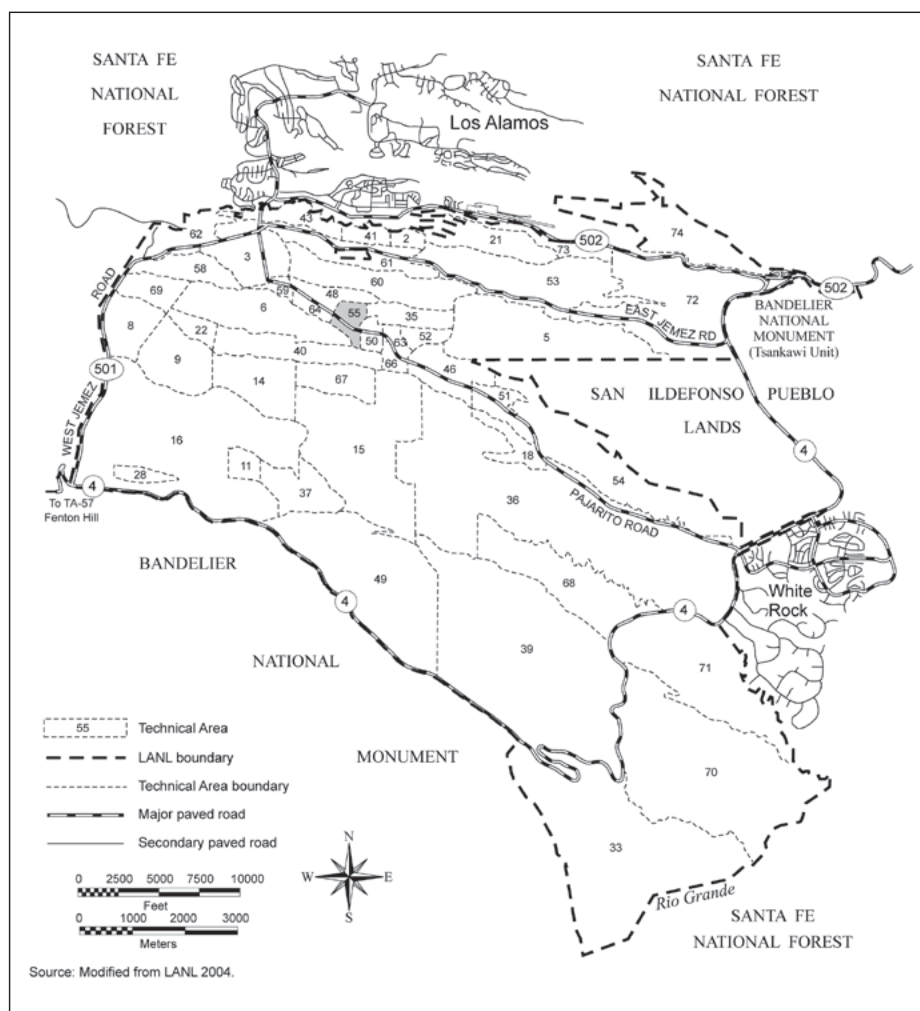 SANTA FE
NATIONAL
FOREST
SANTA FE
NATIONAL FOREST
Los Alamos
43
62
41
2
21
73
502
74
3
61
58
60
53
502
69
59
48
72
BANDELIER
NATIONAL
MONUMENT
(Tsankawi Unit)
ROAD
6
64
55
35
EAST JEMEZ RD
8
22
50
63
52
5
9
40
66
46
501
14
67
51
SAN ILDEFONSO PUEBLO
LANDS
WEST JEMEZ
16
15
18
54
4
28
11
37
36
PAJARITO ROAD
To TA-57
Fenton Hill
4
BANDELIER
49
68
White
Rock
4
4
NATIONAL
39
71
55 Technical Area
LANL boundary
MONUMENT
70
Technical Area boundary
Major paved road
33
Secondary paved road
N
W E
S
0 2500 5000 7500 10000
Feet
0 1000 2000 3000
Meters
Rio Grande
SANTA FE
NATIONAL FOREST
Source: Modified from LANL 2004.